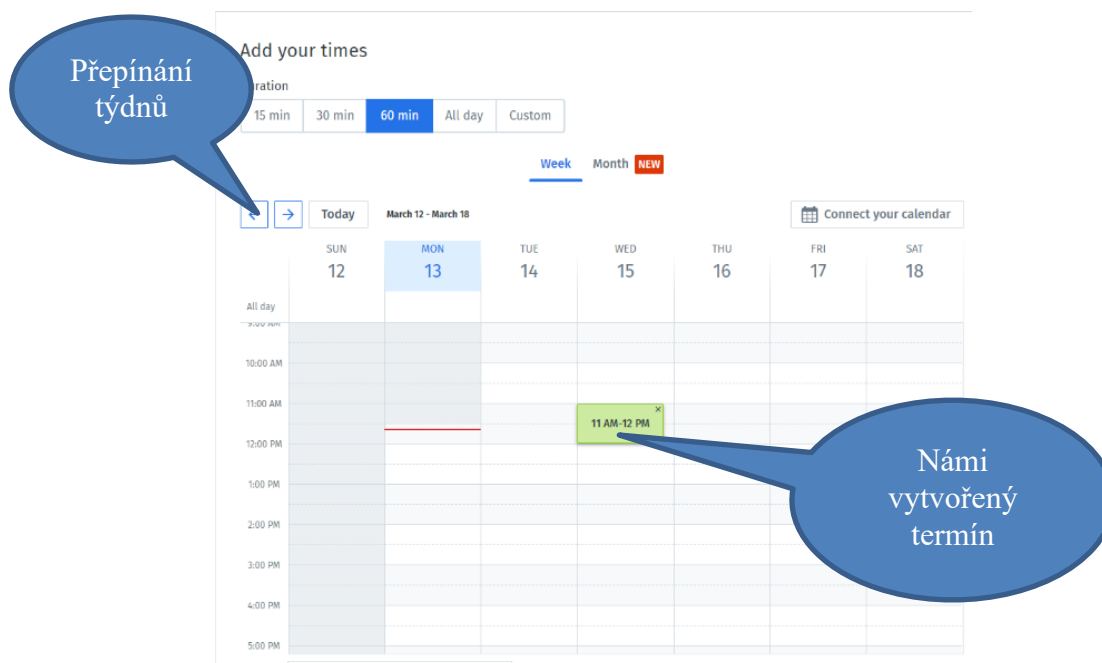 Add your times
Přepínání
týdnů
uration
15 min 30 min 60 min All day Custom
Week Month NEW
Today March 12 - March 18 Connect your calendar
SUN MON TUE WED THU FRI SAT
12 13 14 15 16 17 18
All day
9:00 AM
10:00 AM
11:00 AM
11 AM-12 PM
12:00 PM
Námi
vytvořený
termín
1:00 PM
2:00 PM
3:00 PM
4:00 PM
5:00 PM